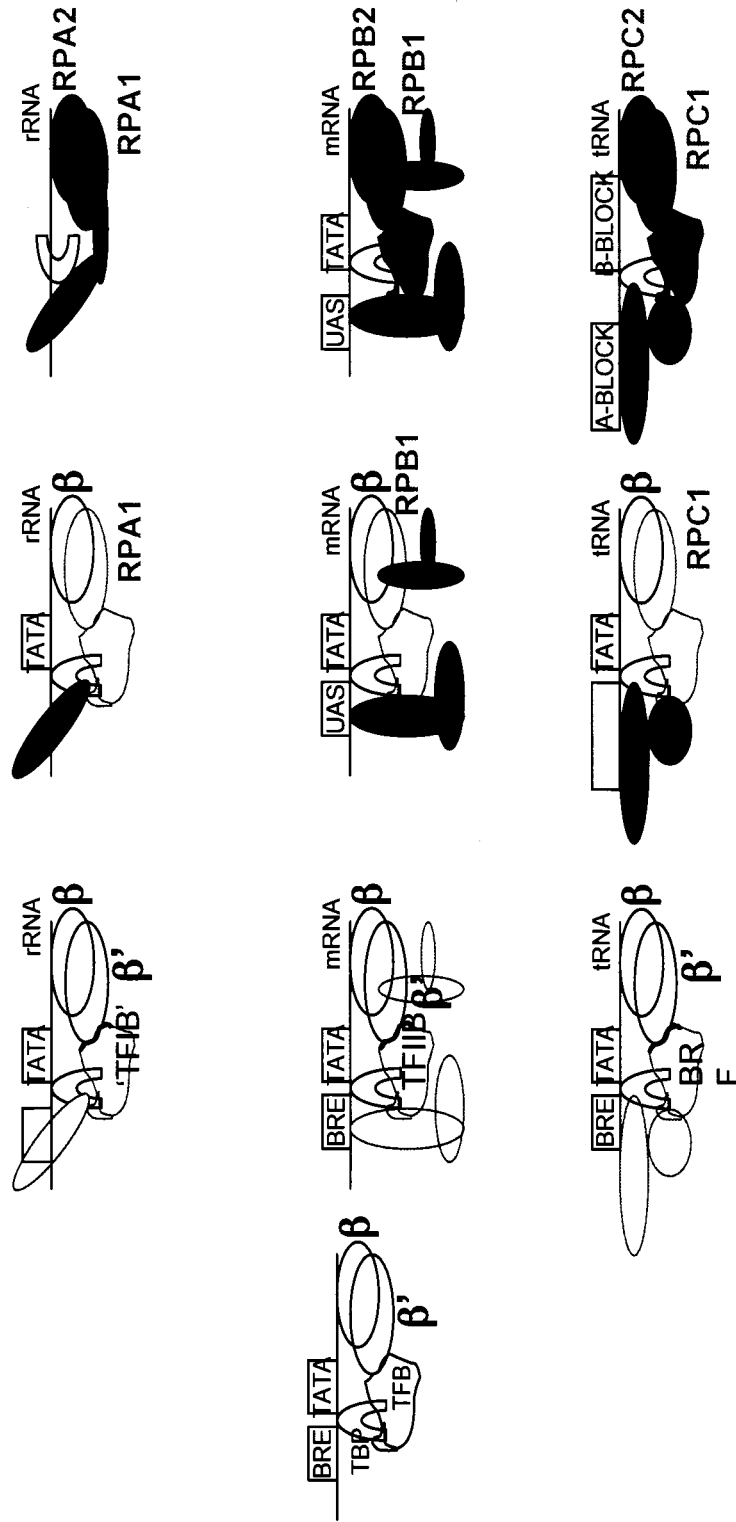 rRNA
TATA
β
β'
'TFIB'
rRNA
TATA
β
RPA1
rRNA
RPA2
RPA1
BRE TATA
β
TBP
TFB
β'
mRNA
BRE TATA
β
TFIIB
β'
mRNA
UAS TATA
β
RPB1
mRNA
UAS TATA
RPB2
RPB1
tRNA
BRE TATA
β
β'
BR
F
tRNA
TATA
β
RPC1
A-BLOCK B-BLOCK tRNA
RPC2
RPC1